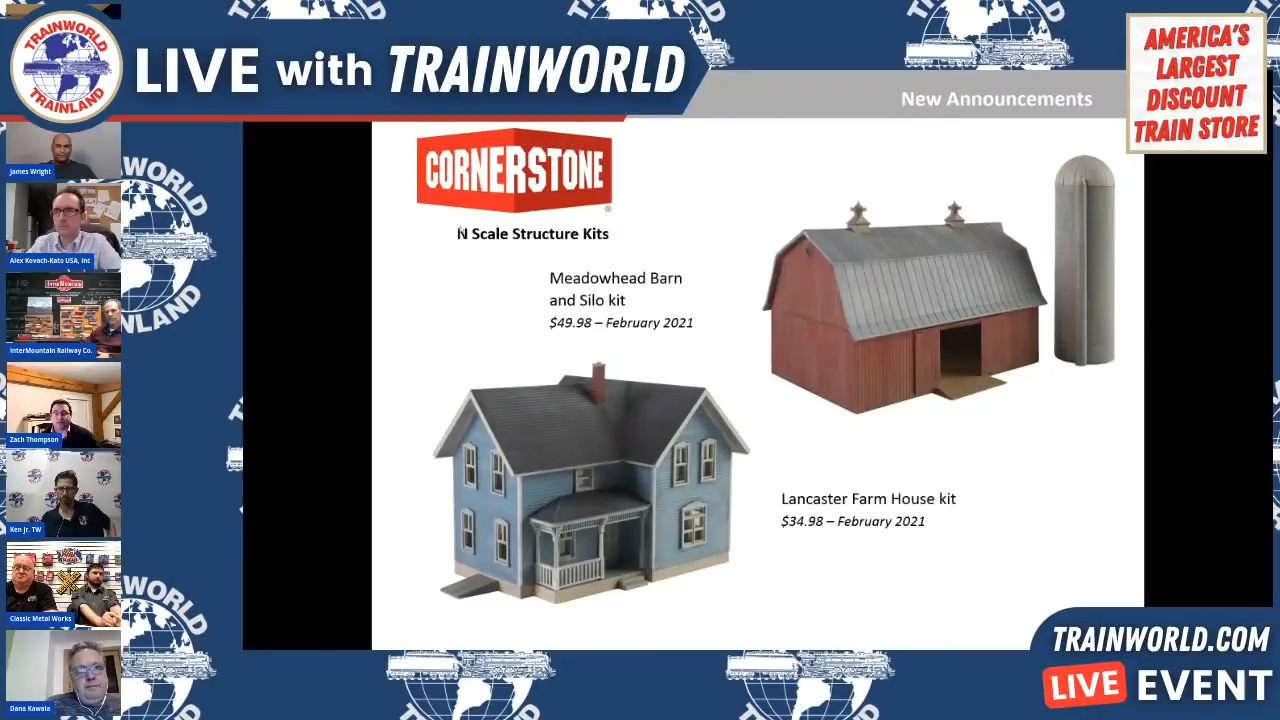 TRAINWORLD
TRAINLAND
LIVE with TRAINWORLD
New Announcements
AMERICA'S
LARGEST
DISCOUNT
TRAIN STORE
James Wright
Alex Kovach-Kato USA, Inc
InterMountain Railway Co.
Zach Thompson
Ken Jr. TW
Classic Metal Works
Dana Kawala
CORNERSTONE
®
N Scale Structure Kits
Meadowhead Barn
and Silo kit
$49.98 – February 2021
Lancaster Farm House kit
$34.98 – February 2021
TRAINWORLD.COM
LIVE EVENT